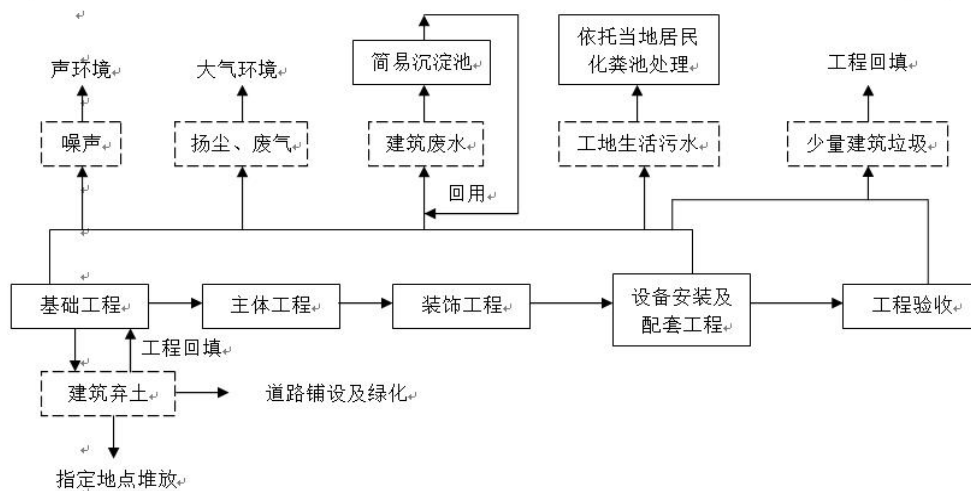 声环境
大气环境
简易沉淀池
依托当地居民
化粪池处理
工程回填
噪声
扬尘、废气
建筑废水
工地生活污水
少量建筑垃圾
回用
基础工程
主体工程
装饰工程
设备安装及
配套工程
工程验收
工程回填
建筑弃土
道路铺设及绿化
指定地点堆放